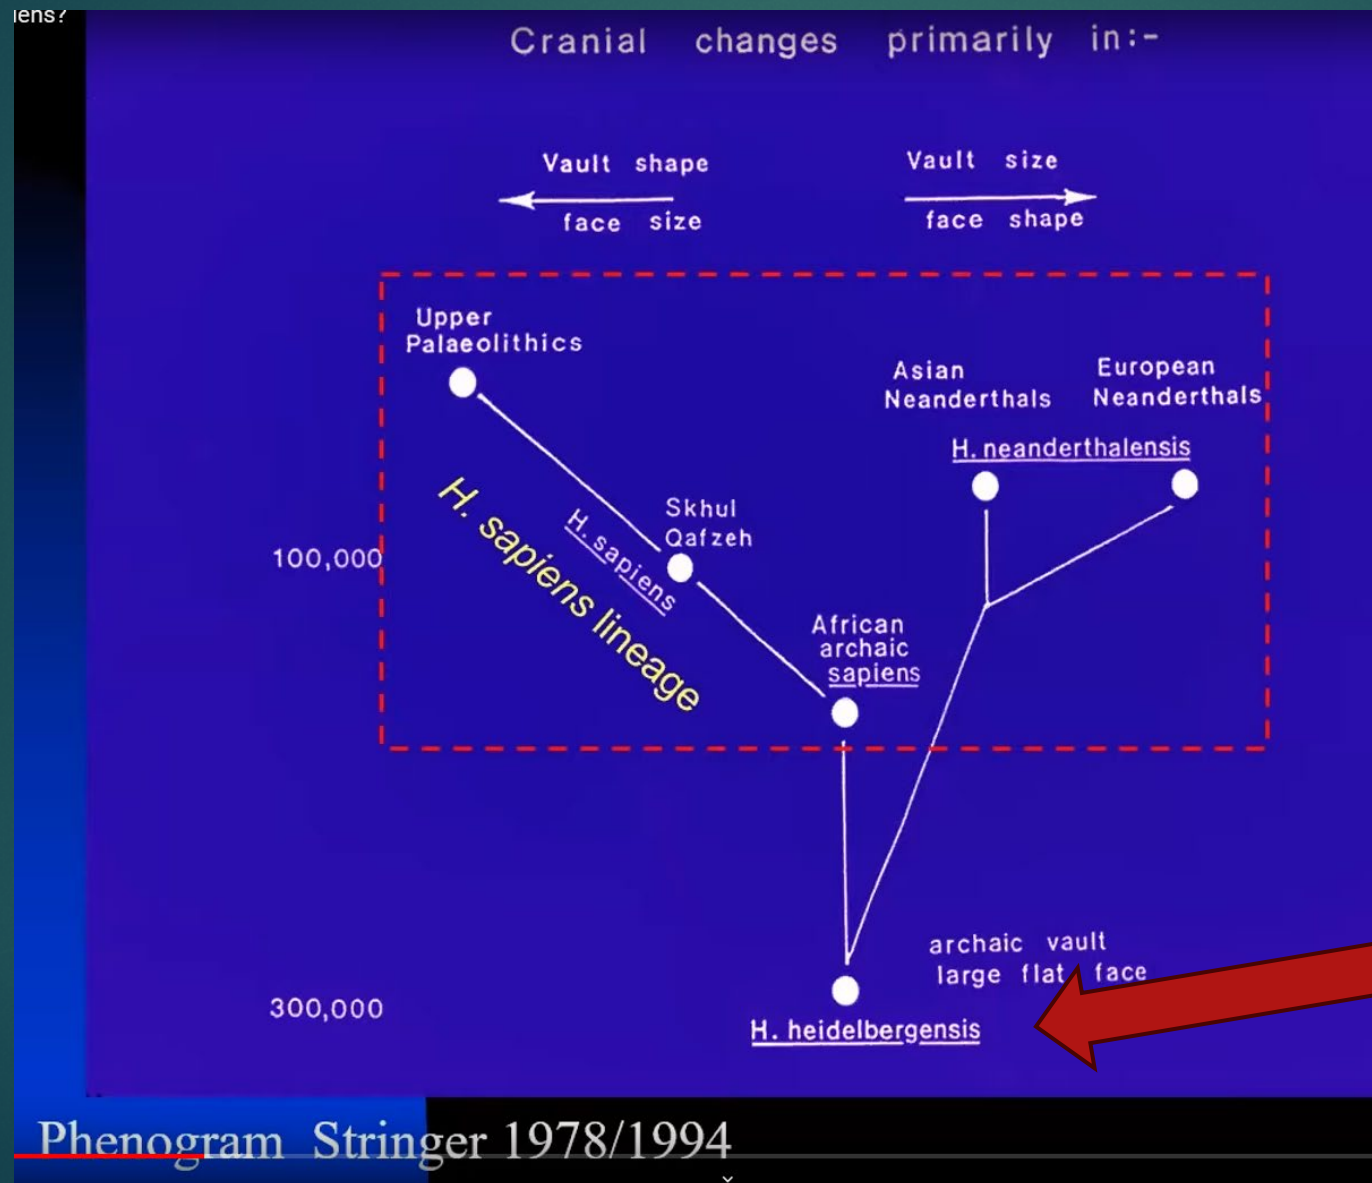 iens?
Cranial changes primarily in:-
Vault shape
face size
Vault size
face shape
Upper
Palaeolithics
Asian
Neanderthals
European
Neanderthals
H. neanderthalensis
Skhul
Qafzeh
H. sapiens
H. sapiens lineage
100,000
African
archaic
sapiens
archaic vault
large flat face
300,000
H. heidelbergensis
Phenogram Stringer 1978/1994